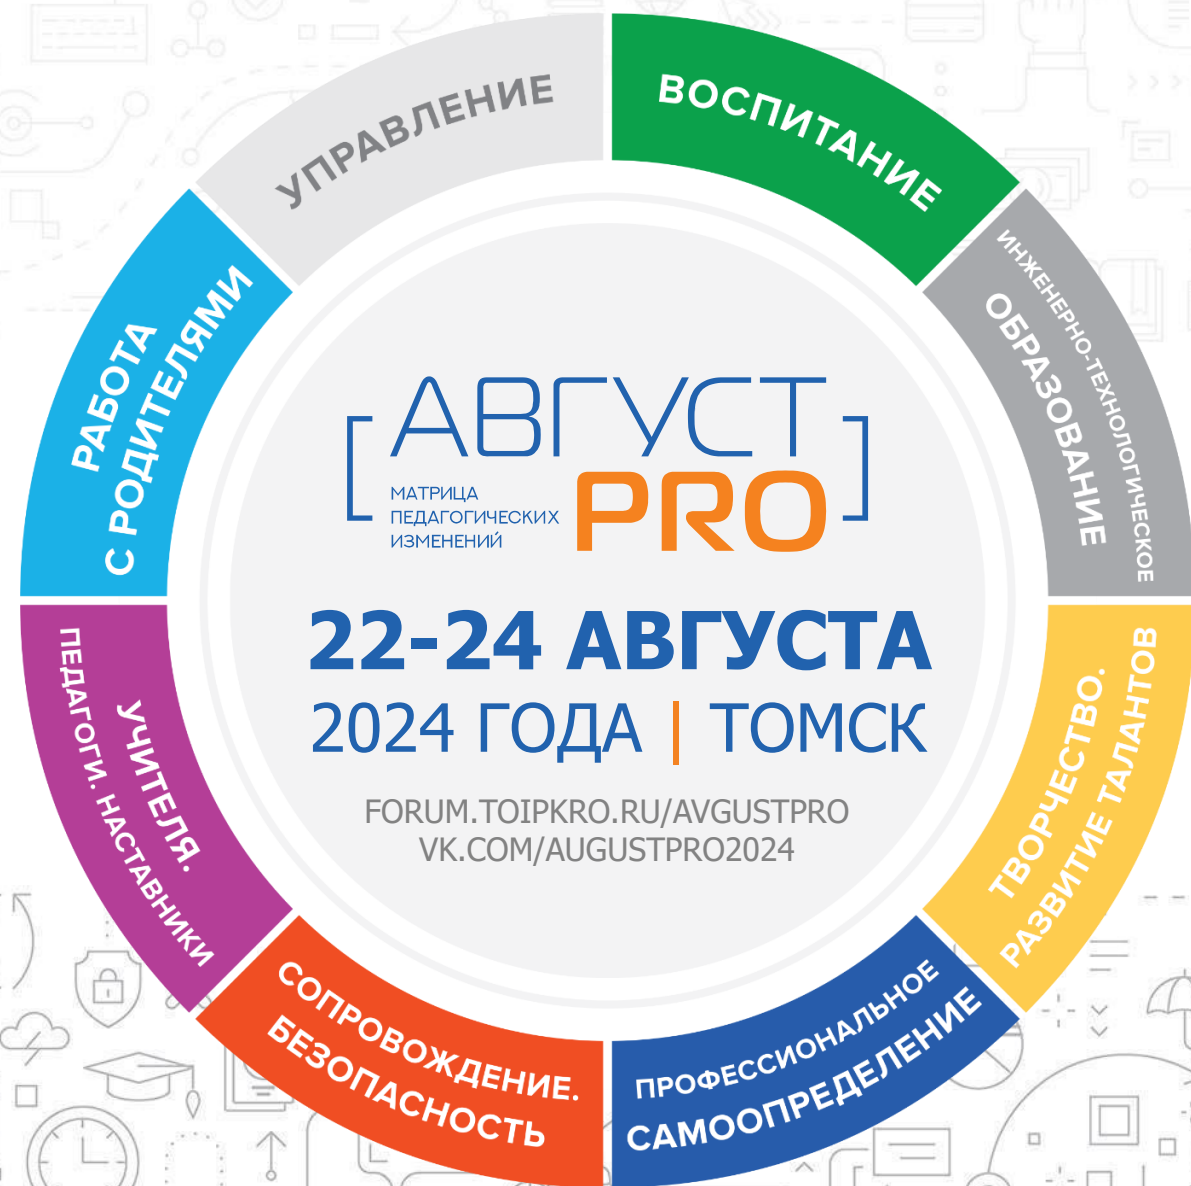 УПРАВЛЕНИЕ
ВОСПИТАНИЕ
ИНЖЕНЕРНО-ТЕХНОЛОГИЧЕСКОЕ
ОБРАЗОВАНИЕ
ТВОРЧЕСТВО.
РАЗВИТИЕ ТАЛАНТОВ
ПРОФЕССИОНАЛЬНОЕ
САМООПРЕДЕЛЕНИЕ
СОПРОВОЖДЕНИЕ.
БЕЗОПАСНОСТЬ
УЧИТЕЛЯ.
ПЕДАГОГИ. НАСТАВНИКИ
РАБОТА
С РОДИТЕЛЯМИ
[АВГУСТ]
PRO
МАТРИЦА
ПЕДАГОГИЧЕСКИХ
ИЗМЕНЕНИЙ
22-24 АВГУСТА
2024 ГОДА | ТОМСК
FORUM.TOIPKRO.RU/AVGUSTPRO
VK.COM/AUGUSTPRO2024